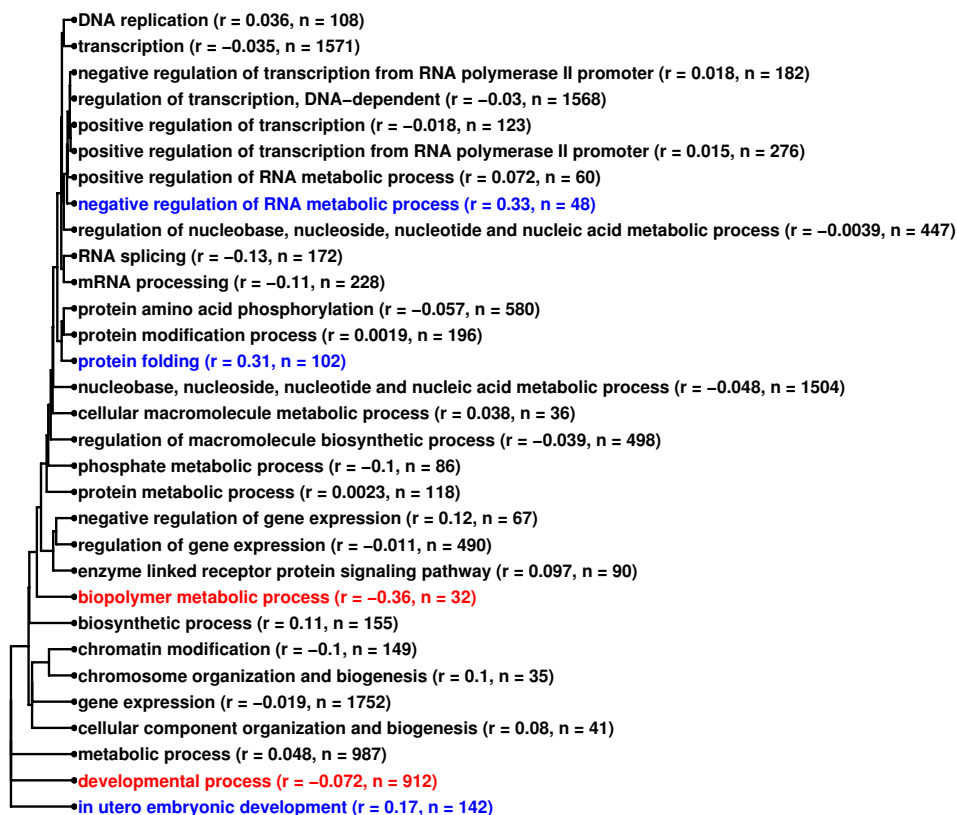 DNA replication (r = 0.036, n = 108)
transcription (r = −0.035, n = 1571)
negative regulation of transcription from RNA polymerase II promoter (r = 0.018, n = 182)
regulation of transcription, DNA−dependent (r = −0.03, n = 1568)
positive regulation of transcription (r = −0.018, n = 123)
positive regulation of transcription from RNA polymerase II promoter (r = 0.015, n = 276)
positive regulation of RNA metabolic process (r = 0.072, n = 60)
negative regulation of RNA metabolic process (r = 0.33, n = 48)
regulation of nucleobase, nucleoside, nucleotide and nucleic acid metabolic process (r = −0.0039, n = 447)
RNA splicing (r = −0.13, n = 172)
mRNA processing (r = −0.11, n = 228)
protein amino acid phosphorylation (r = −0.057, n = 580)
protein modification process (r = 0.0019, n = 196)
protein folding (r = 0.31, n = 102)
nucleobase, nucleoside, nucleotide and nucleic acid metabolic process (r = −0.048, n = 1504)
cellular macromolecule metabolic process (r = 0.038, n = 36)
regulation of macromolecule biosynthetic process (r = −0.039, n = 498)
phosphate metabolic process (r = −0.1, n = 86)
protein metabolic process (r = 0.0023, n = 118)
negative regulation of gene expression (r = 0.12, n = 67)
regulation of gene expression (r = −0.011, n = 490)
enzyme linked receptor protein signaling pathway (r = 0.097, n = 90)
biopolymer metabolic process (r = −0.36, n = 32)
biosynthetic process (r = 0.11, n = 155)
chromatin modification (r = −0.1, n = 149)
chromosome organization and biogenesis (r = 0.1, n = 35)
gene expression (r = −0.019, n = 1752)
cellular component organization and biogenesis (r = 0.08, n = 41)
metabolic process (r = 0.048, n = 987)
developmental process (r = −0.072, n = 912)
in utero embryonic development (r = 0.17, n = 142)